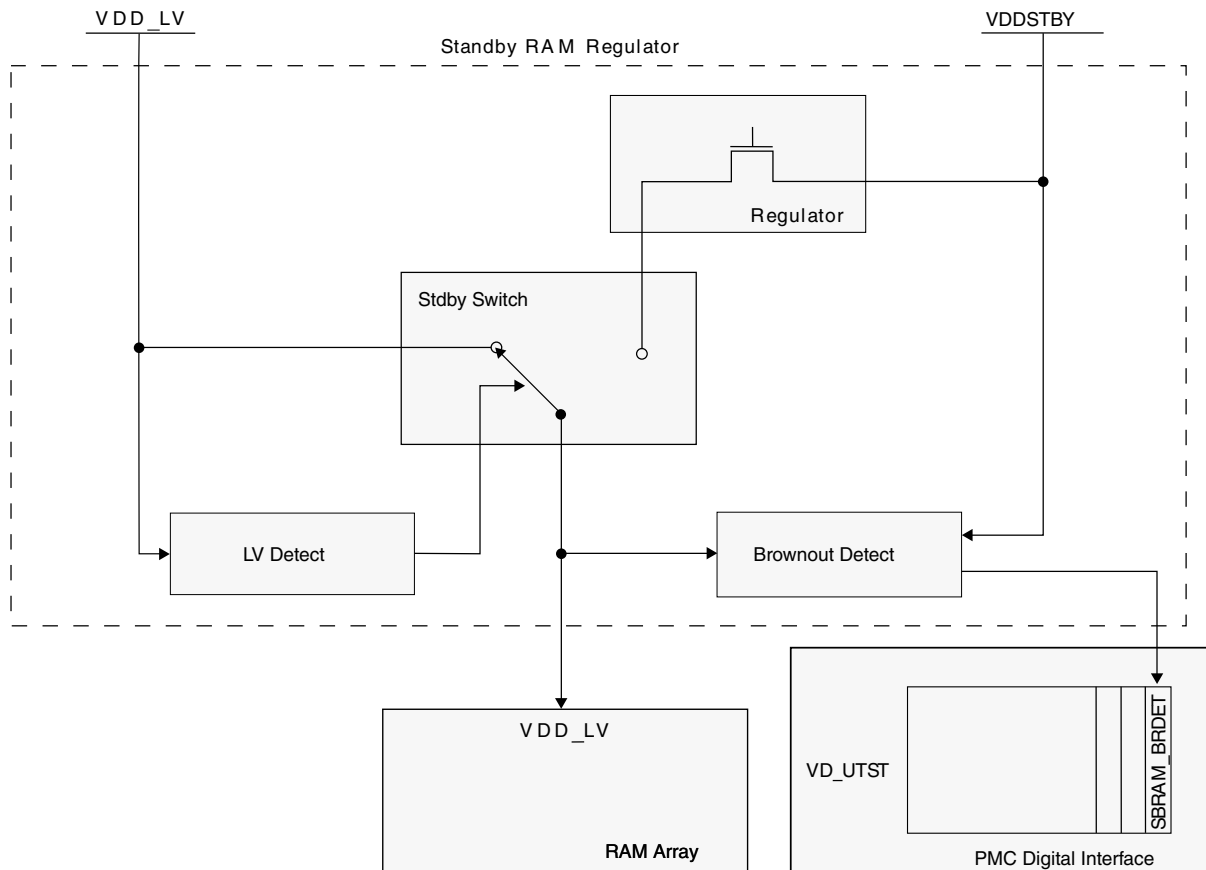 VDD_LV
VDDSTBY
Standby RAM Regulator
Regulator
Stdby Switch
LV Detect
Brownout Detect
VDD_LV
SBRAM_BRDET
VD_UTST
RAM Array
PMC Digital Interface